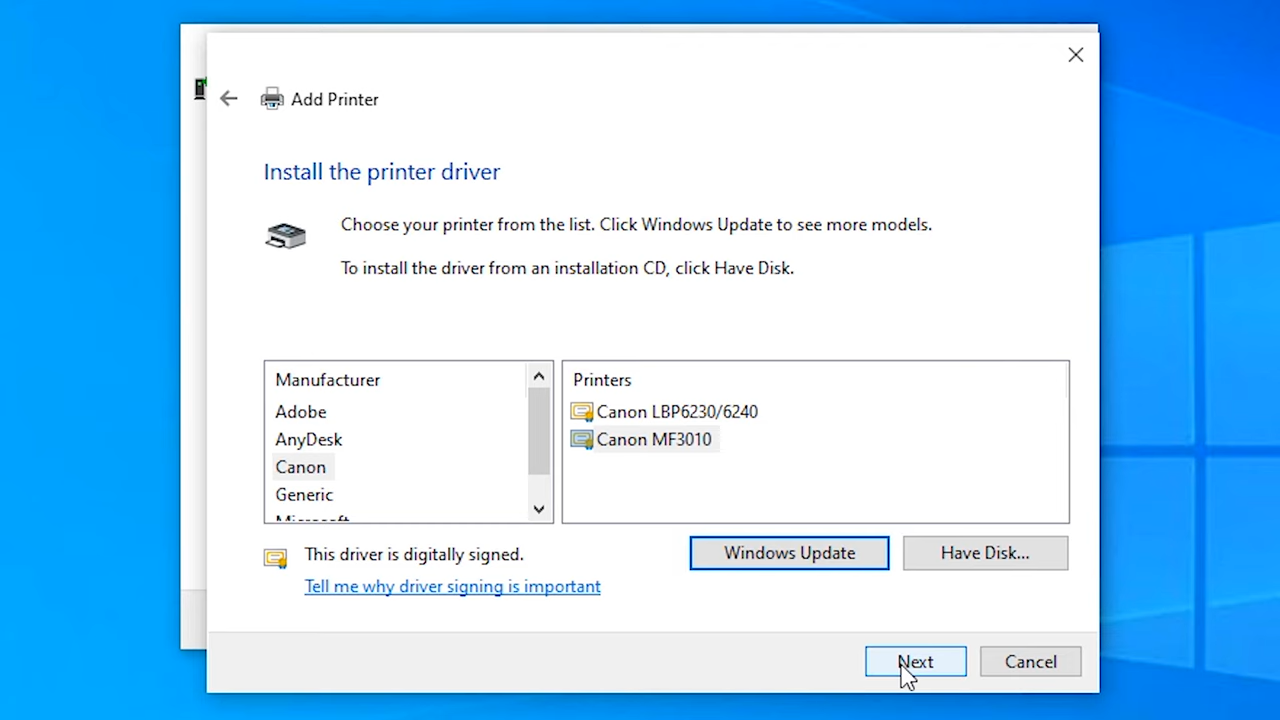 Add Printer
Install the printer driver
Choose your printer from the list. Click Windows Update to see more models.
To install the driver from an installation CD, click Have Disk.
Manufacturer
Adobe
AnyDesk
Canon
Generic
Microsoft
Printers
Canon LBP6230/6240
Canon MF3010
This driver is digitally signed.
Tell me why driver signing is important
Windows Update
Have Disk...
Next
Cancel